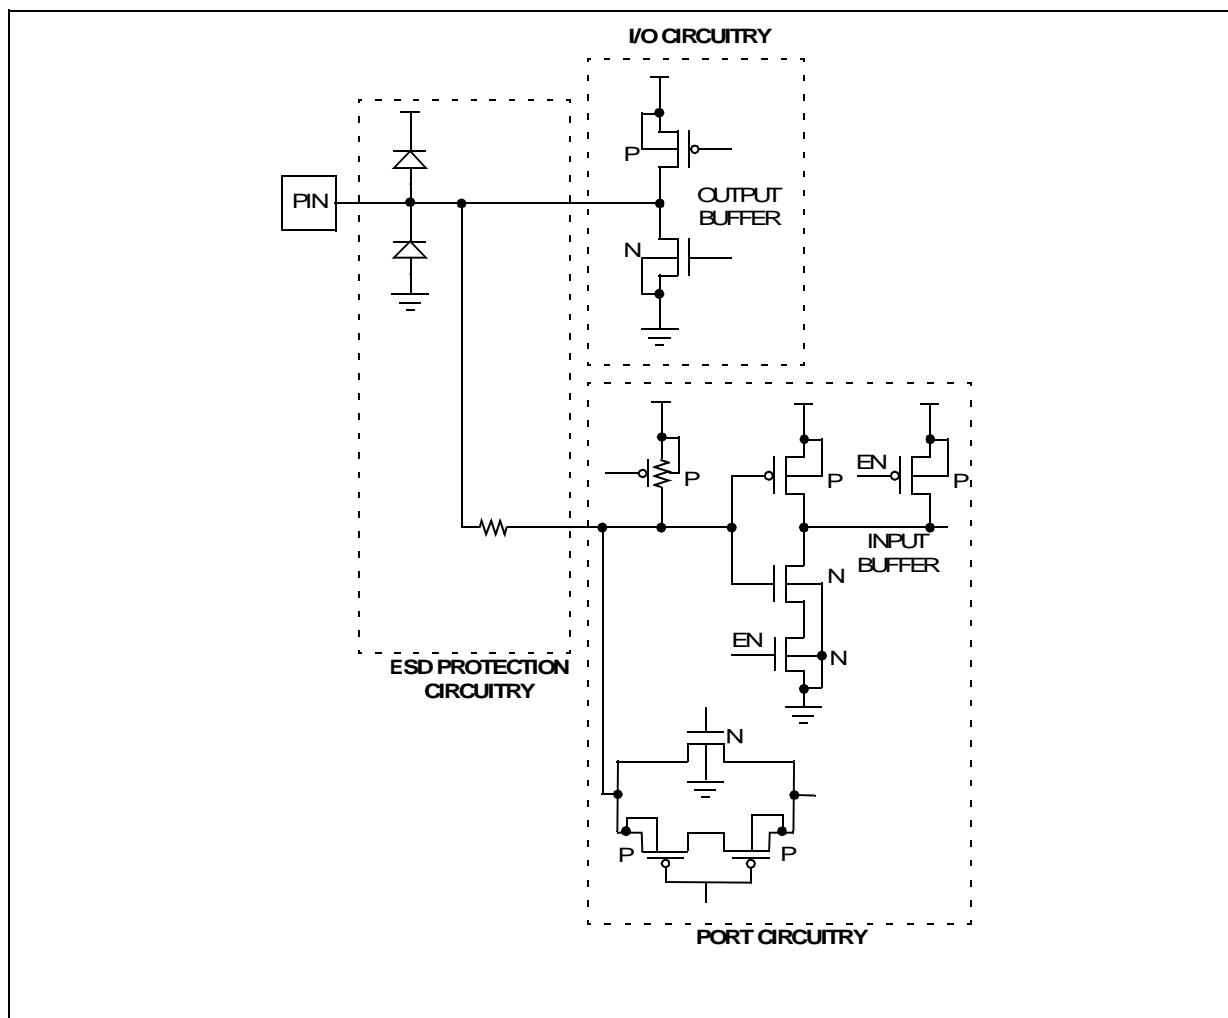 I/O CIRCUITRY
P
PIN
OUTPUT
BUFFER
N
EN
P
P
P
INPUT
BUFFER
N
EN
N
ESD PROTECTION
CIRCUITRY
N
P
P
PORT CIRCUITRY